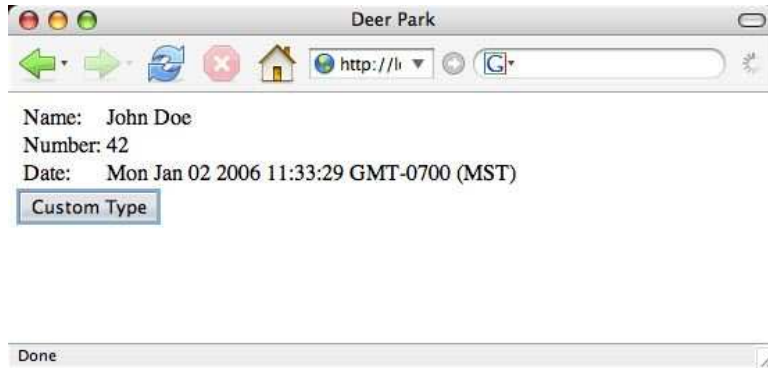 Deer Park
http://l
G
Name: John Doe
Number: 42
Date: Mon Jan 02 2006 11:33:29 GMT-0700 (MST)
Custom Type
Done